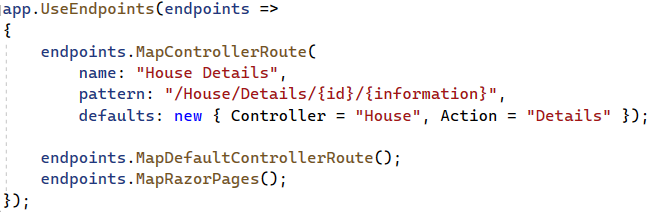 app.UseEndpoints(endpoints =>
{
    endpoints.MapControllerRoute(
        name: "House Details",
        pattern: "/House/Details/{id}/{information}",
        defaults: new { Controller = "House", Action = "Details" });

    endpoints.MapDefaultControllerRoute();
    endpoints.MapRazorPages();
});